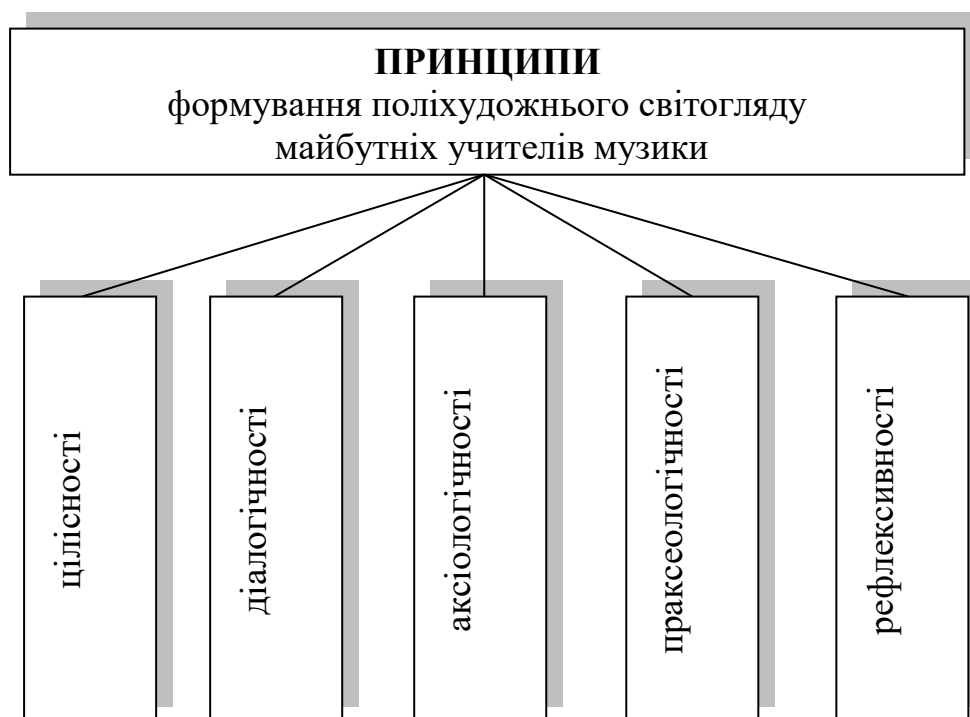 ПРИНЦИПИ
формування поліхудожнього світогляду
майбутніх учителів музики
цілісності
діалогічності
аксіологічності
праксеологічності
рефлексивності